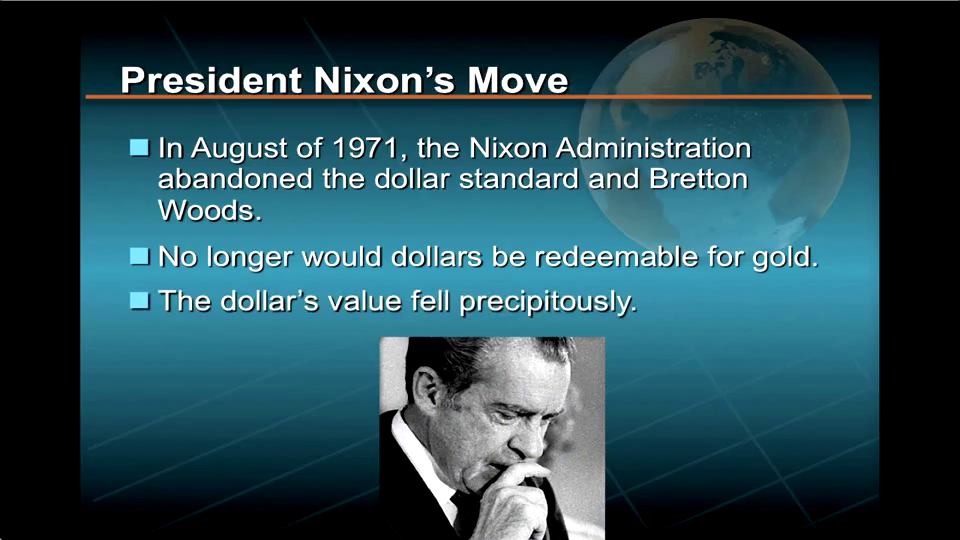 President Nixon’s Move
In August of 1971, the Nixon Administration
abandoned the dollar standard and Bretton
Woods.
No longer would dollars be redeemable for gold.
The dollar’s value fell precipitously.